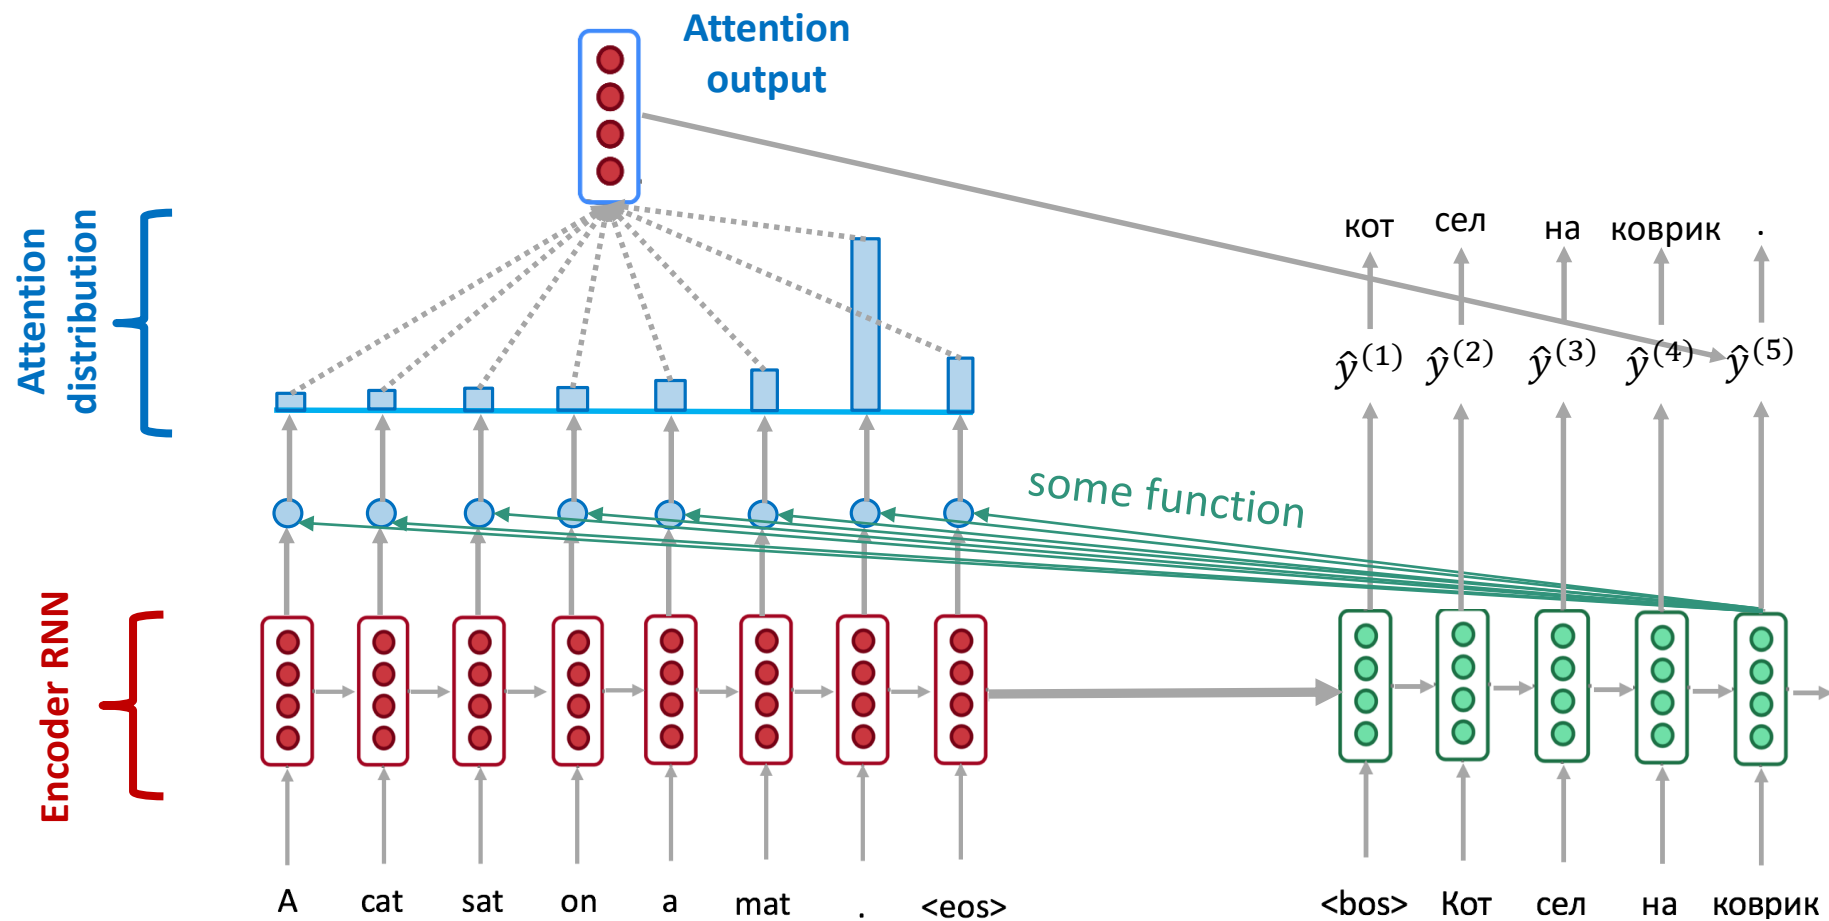 Attention
output
Attention
distribution
кот сел на коврик .
ŷ⁽¹⁾ ŷ⁽²⁾ ŷ⁽³⁾ ŷ⁽⁴⁾ ŷ⁽⁵⁾
some function
Encoder RNN
A cat sat on a mat . <eos>
<bos> Кот сел на коврик